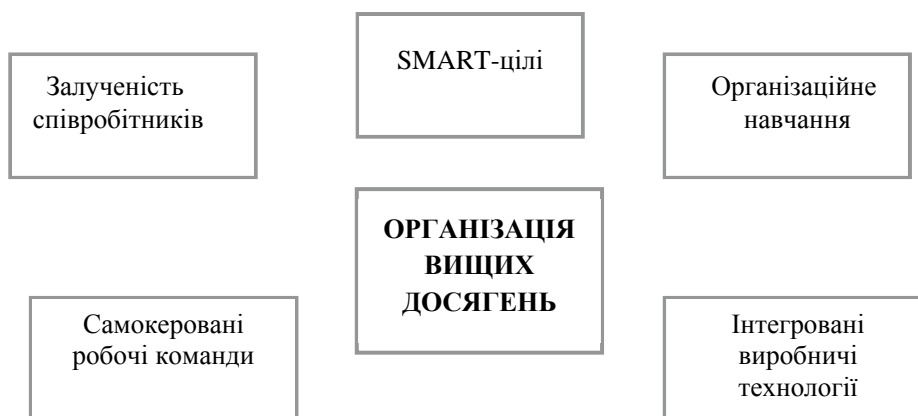 SMART-цілі
Залученість
співробітників
Організаційне
навчання
ОРГАНІЗАЦІЯ
ВИЩИХ
ДОСЯГЕНЬ
Самокеровані
робочі команди
Інтегровані
виробничі
технології